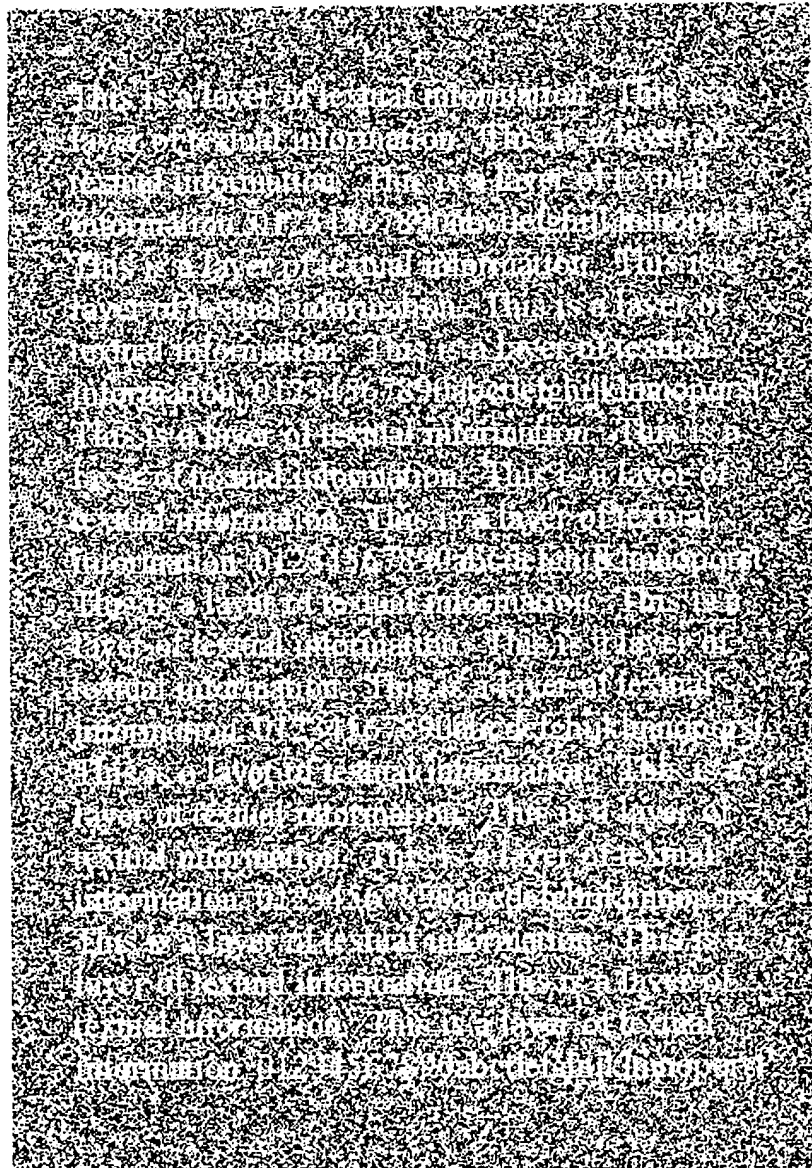 This is a layer of textual information. This is a
layer of textual information. This is a layer of
textual information. This is a layer of textual
information. 01234567890abcdefghijklmnopqrst
This is a layer of textual information. This is a
layer of textual information. This is a layer of
textual information. This is a layer of textual
information. 01234567890abcdefghijklmnopqrst
This is a layer of textual information. This is a
layer of textual information. This is a layer of
textual information. This is a layer of textual
information. 01234567890abcdefghijklmnopqrst
This is a layer of textual information. This is a
layer of textual information. This is a layer of
textual information. This is a layer of textual
information. 01234567890abcdefghijklmnopqrst
This is a layer of textual information. This is a
layer of textual information. This is a layer of
textual information. This is a layer of textual
information. 01234567890abcdefghijklmnopqrst
This is a layer of textual information. This is a
layer of textual information. This is a layer of
textual information. This is a layer of textual
information. 01234567890abcdefghijklmnopqrst